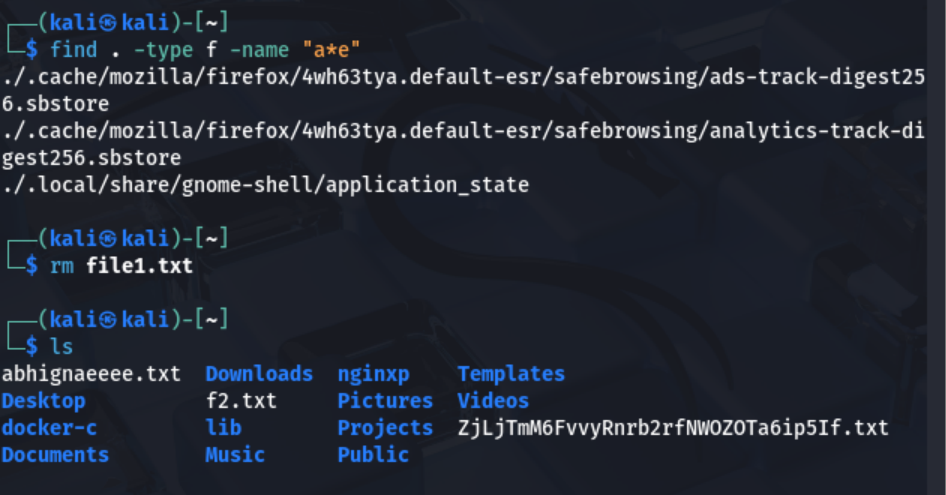 ┌──(kali㉿kali)-[~]
└─$ find . -type f -name "a*e"
./.cache/mozilla/firefox/4wh63tya.default-esr/safebrowsing/ads-track-digest25
6.sbstore
./.cache/mozilla/firefox/4wh63tya.default-esr/safebrowsing/analytics-track-di
gest256.sbstore
./.local/share/gnome-shell/application_state
┌──(kali㉿kali)-[~]
└─$ rm file1.txt
┌──(kali㉿kali)-[~]
└─$ ls
abhignaeeee.txt  Downloads  nginxp    Templates
Desktop          f2.txt     Pictures  Videos
docker-c         lib        Projects  ZjLjTmM6FvvyRnrb2rfNWOZOTa6ip5If.txt
Documents        Music      Public